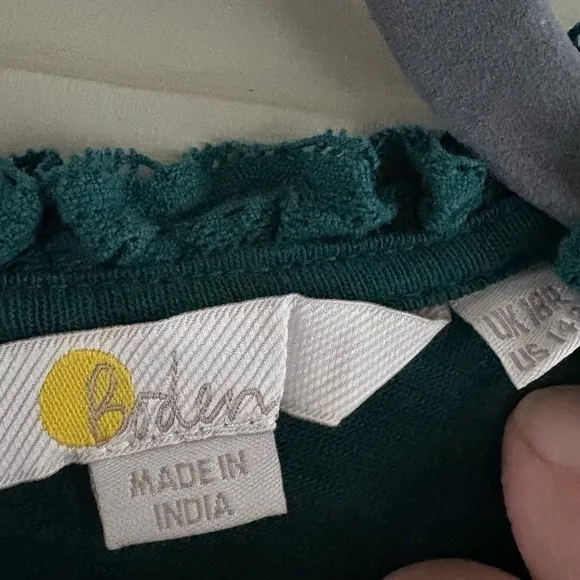 Boden
MADE IN
INDIA
UK 18R
US 14